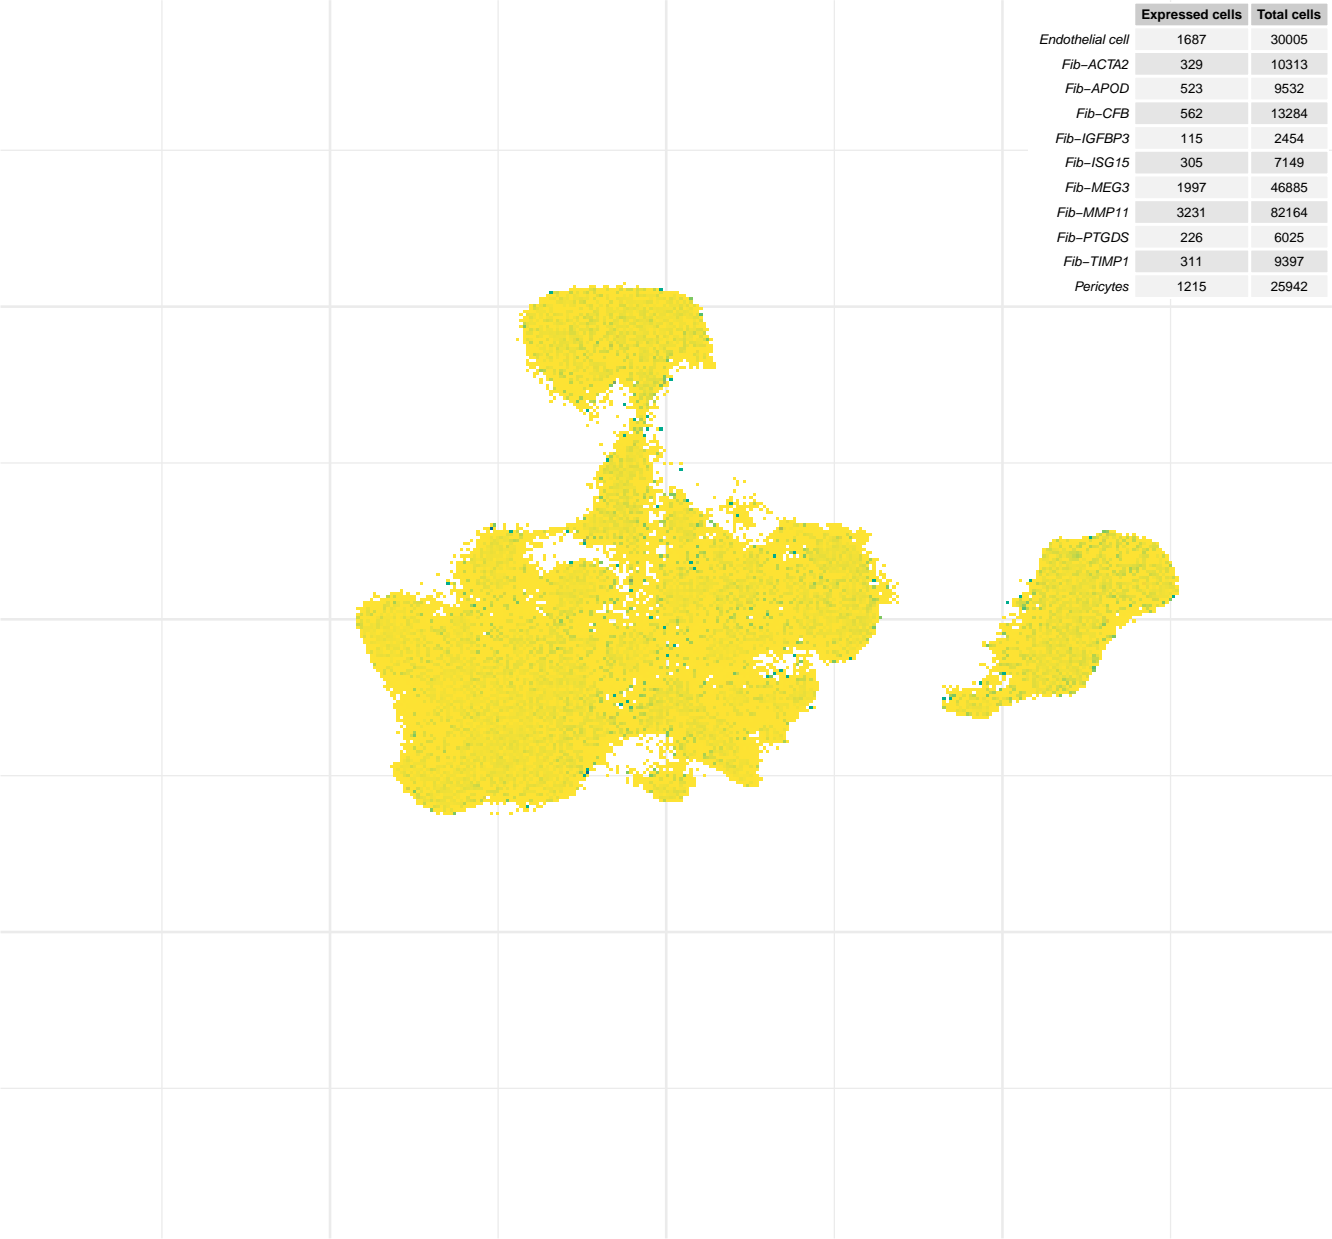 Expressed cells Total cells
Endothelial cell 1687 30005
Fib−ACTA2 329 10313
Fib−APOD 523 9532
Fib−CFB 562 13284
Fib−IGFBP3 115 2454
Fib−ISG15 305 7149
Fib−MEG3 1997 46885
Fib−MMP11 3231 82164
Fib−PTGDS 226 6025
Fib−TIMP1 311 9397
Pericytes 1215 25942